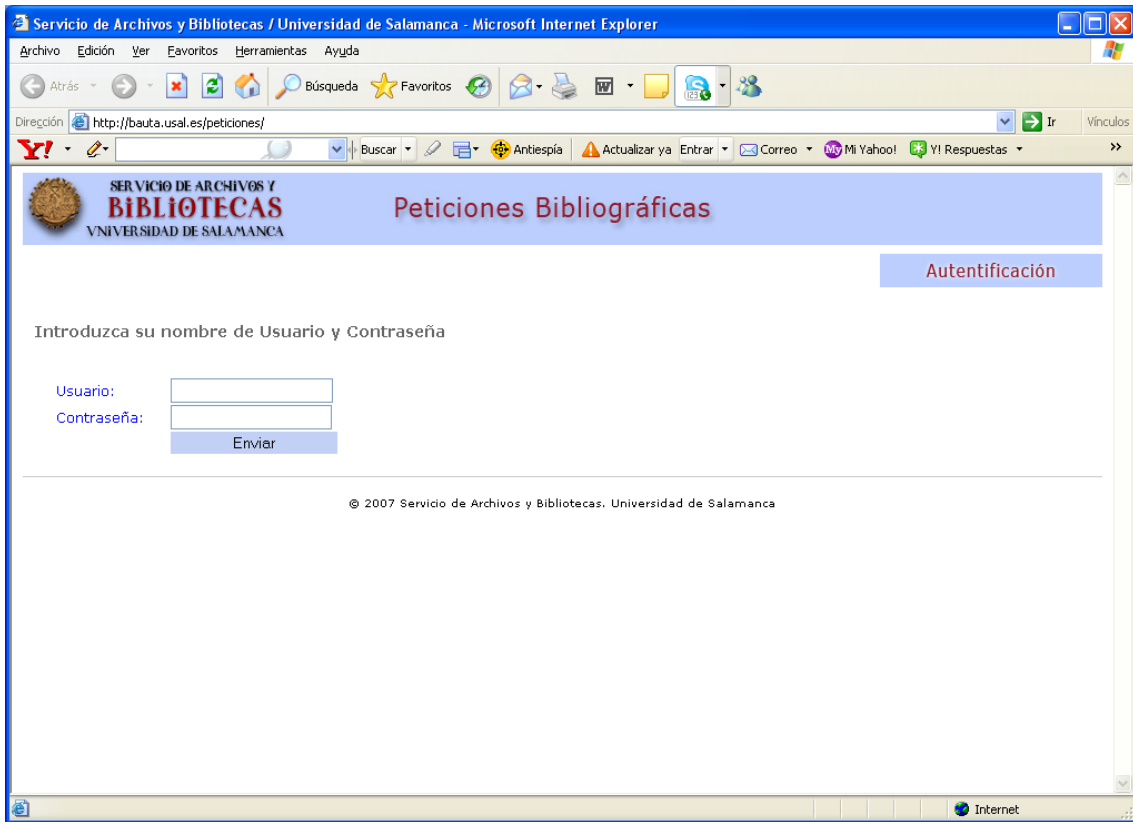 Servicio de Archivos y Bibliotecas / Universidad de Salamanca - Microsoft Internet Explorer
Archivo Edición Ver Favoritos Herramientas Ayuda
Atrás Búsqueda Favoritos
Dirección http://bauta.usal.es/peticiones/ Ir Vínculos
Y! Buscar Antiespía Actualizar ya Entrar Correo My Mi Yahoo! Y! Respuestas >>
SERVICIO DE ARCHIVOS Y
BIBLIOTECAS
VNIVERSIDAD DE SALAMANCA
Peticiones Bibliográficas
Autentificación
Introduzca su nombre de Usuario y Contraseña
Usuario:
Contraseña:
Enviar
© 2007 Servicio de Archivos y Bibliotecas. Universidad de Salamanca
Internet